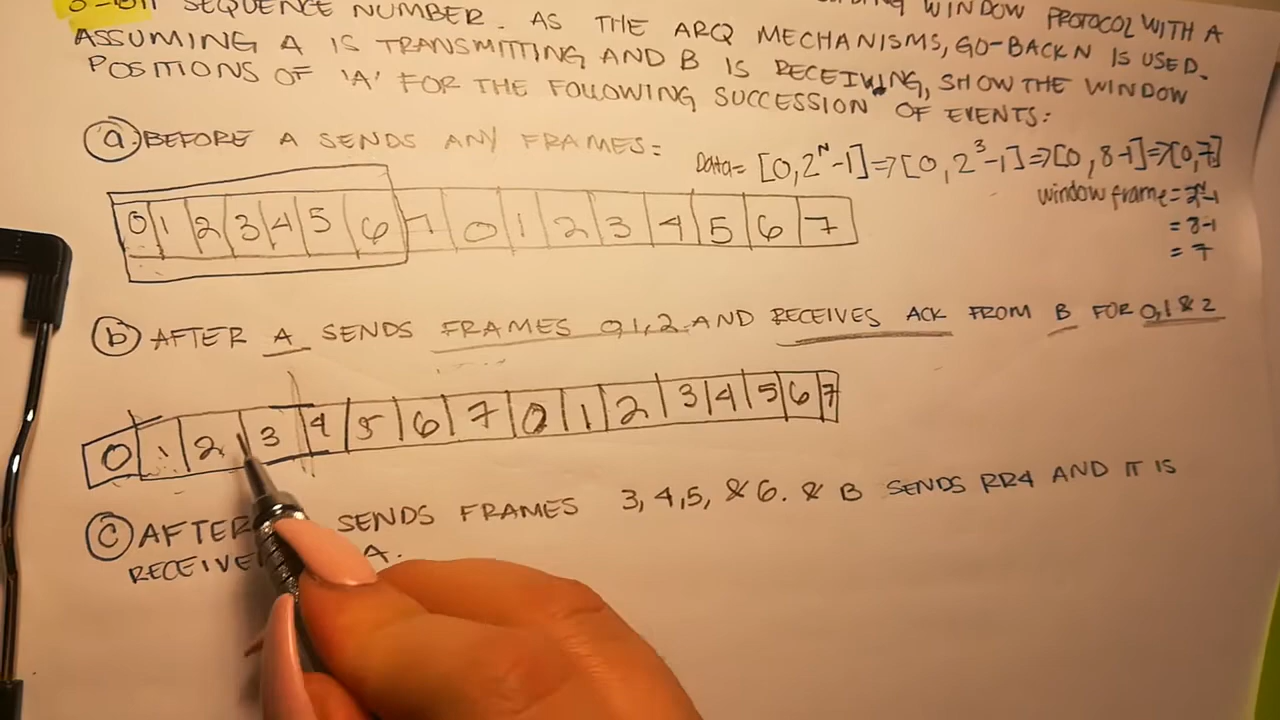 SEQUENCE NUMBER. AS THE ARQ MECHANISMS, GO-BACK N IS USED.
WINDOW PROTOCOL WITH A
ASSUMING A IS TRANSMITTING AND B IS RECEIVING, SHOW THE WINDOW
POSITIONS OF 'A' FOR THE FOLLOWING SUCCESSION OF EVENTS:
a) BEFORE A SENDS ANY FRAMES:
Data= [0,2^N-1]=>[0,2^3-1]=>[0,8-1]=>[0,7]
window frame=2^N-1
=8-1
=7
0 1 2 3 4 5 6 7 0 1 2 3 4 5 6 7
b) AFTER A SENDS FRAMES 0,1,2 AND RECEIVES ACK FROM B FOR 0,1 & 2
0 1 2 3 4 5 6 7 0 1 2 3 4 5 6 7
c) AFTER SENDS FRAMES 3,4,5, & 6. & B SENDS RR4 AND IT IS
RECEIVE A.